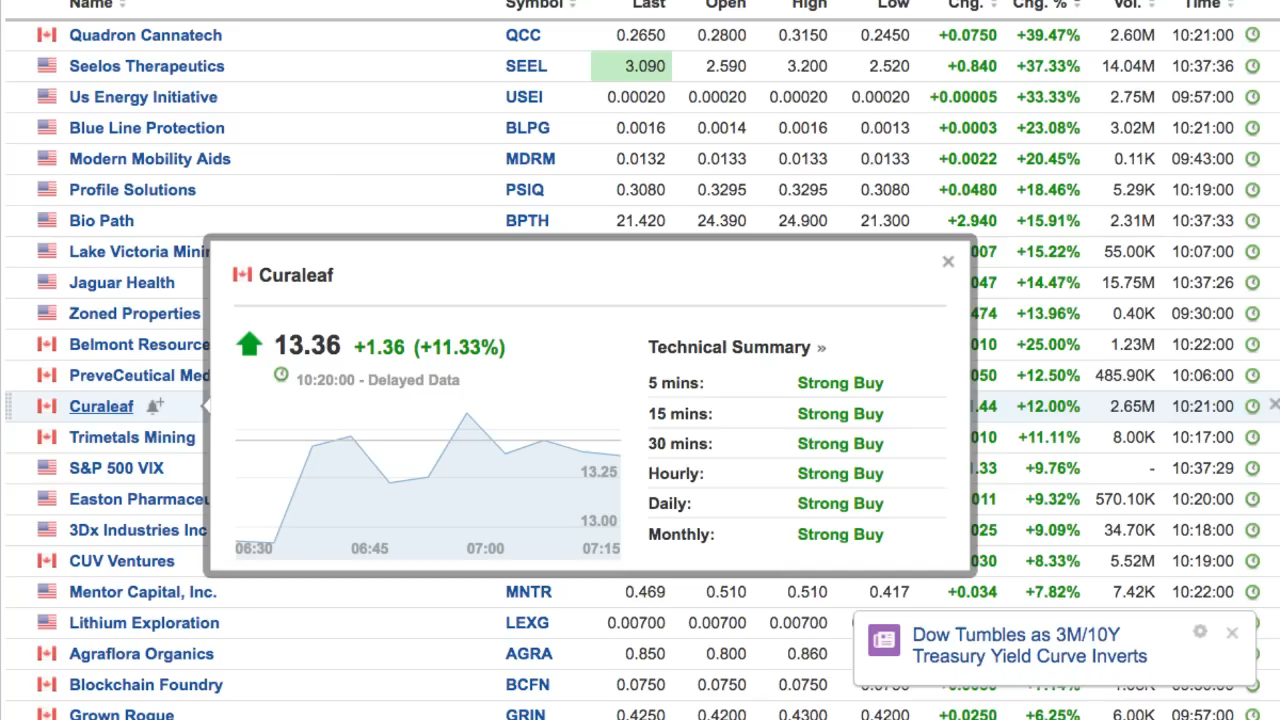 Name Symbol Last Open High Low Chg. Chg. % Vol. Time
Quadron Cannatech QCC 0.2650 0.2800 0.3150 0.2450 +0.0750 +39.47% 2.60M 10:21:00
Seelos Therapeutics SEEL 3.090 2.590 3.200 2.520 +0.840 +37.33% 14.04M 10:37:36
Us Energy Initiative USEI 0.00020 0.00020 0.00020 0.00020 +0.00005 +33.33% 2.75M 09:57:00
Blue Line Protection BLPG 0.0016 0.0014 0.0016 0.0013 +0.0003 +23.08% 3.02M 10:21:00
Modern Mobility Aids MDRM 0.0132 0.0133 0.0133 0.0133 +0.0022 +20.45% 0.11K 09:43:00
Profile Solutions PSIQ 0.3080 0.3295 0.3295 0.3080 +0.0480 +18.46% 5.29K 10:19:00
Bio Path BPTH 21.420 24.390 24.900 21.300 +2.940 +15.91% 2.31M 10:37:33
Lake Victoria Minin 007 +15.22% 55.00K 10:07:00
Jaguar Health 047 +14.47% 15.75M 10:37:26
Zoned Properties 474 +13.96% 0.40K 09:30:00
Belmont Resource 010 +25.00% 1.23M 10:22:00
PreveCeutical Med 050 +12.50% 485.90K 10:06:00
Curaleaf .44 +12.00% 2.65M 10:21:00
Trimetals Mining 010 +11.11% 8.00K 10:17:00
S&P 500 VIX .33 +9.76% - 10:37:29
Easton Pharmaceu 011 +9.32% 570.10K 10:20:00
3Dx Industries Inc 025 +9.09% 34.70K 10:18:00
CUV Ventures 030 +8.33% 5.52M 10:19:00
Curaleaf
13.36 +1.36 (+11.33%)
10:20:00 - Delayed Data
13.25
13.00
06:30 06:45 07:00 07:15
Technical Summary »
5 mins: Strong Buy
15 mins: Strong Buy
30 mins: Strong Buy
Hourly: Strong Buy
Daily: Strong Buy
Monthly: Strong Buy
Mentor Capital, Inc. MNTR 0.469 0.510 0.510 0.417 +0.034 +7.82% 7.42K 10:22:00
Lithium Exploration LEXG 0.00700 0.00700 0.00700
Agraflora Organics AGRA 0.850 0.800 0.860
Blockchain Foundry BCFN 0.0750 0.0750 0.0750
Grown Rogue GRIN 0.4250 0.4200 0.4300 0.4200 +0.0250 +6.25% 6.00K 09:57:00
Dow Tumbles as 3M/10Y
Treasury Yield Curve Inverts